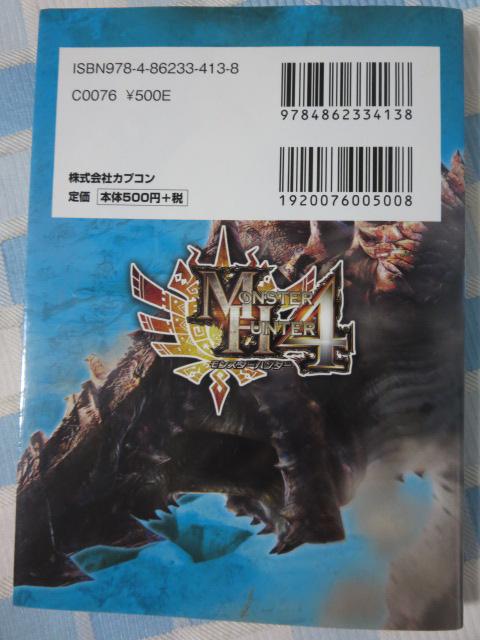 ISBN978-4-86233-413-8
C0076 ¥500E
9784862334138
株式会社カプコン
定価 本体500円+税
1920076005008
MONSTER
HUNTER 4
モンスターハンター